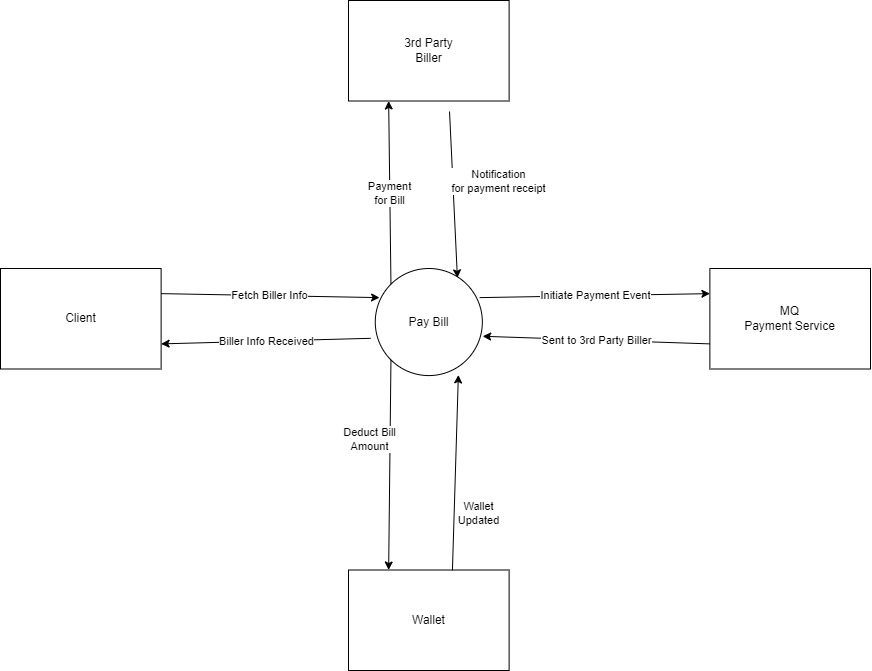 3rd Party
Biller
Payment
for Bill
Notification
for payment receipt
Client
Fetch Biller Info
Biller Info Received
Pay Bill
Initiate Payment Event
Sent to 3rd Party Biller
MQ
Payment Service
Deduct Bill
Amount
Wallet
Updated
Wallet